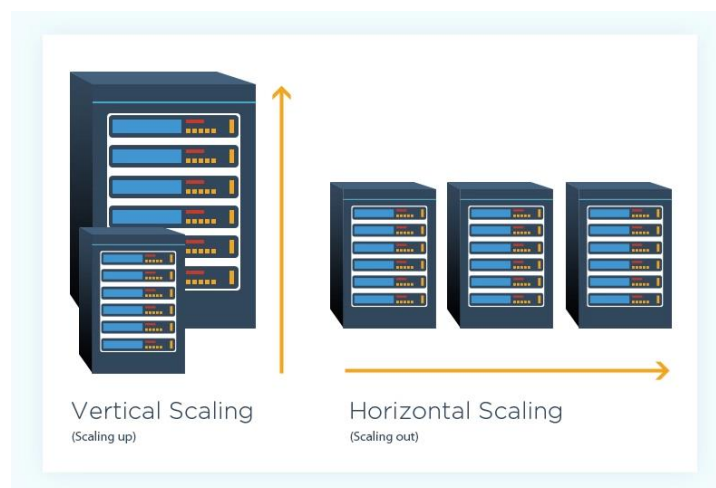 Vertical Scaling
(Scaling up)
Horizontal Scaling
(Scaling out)